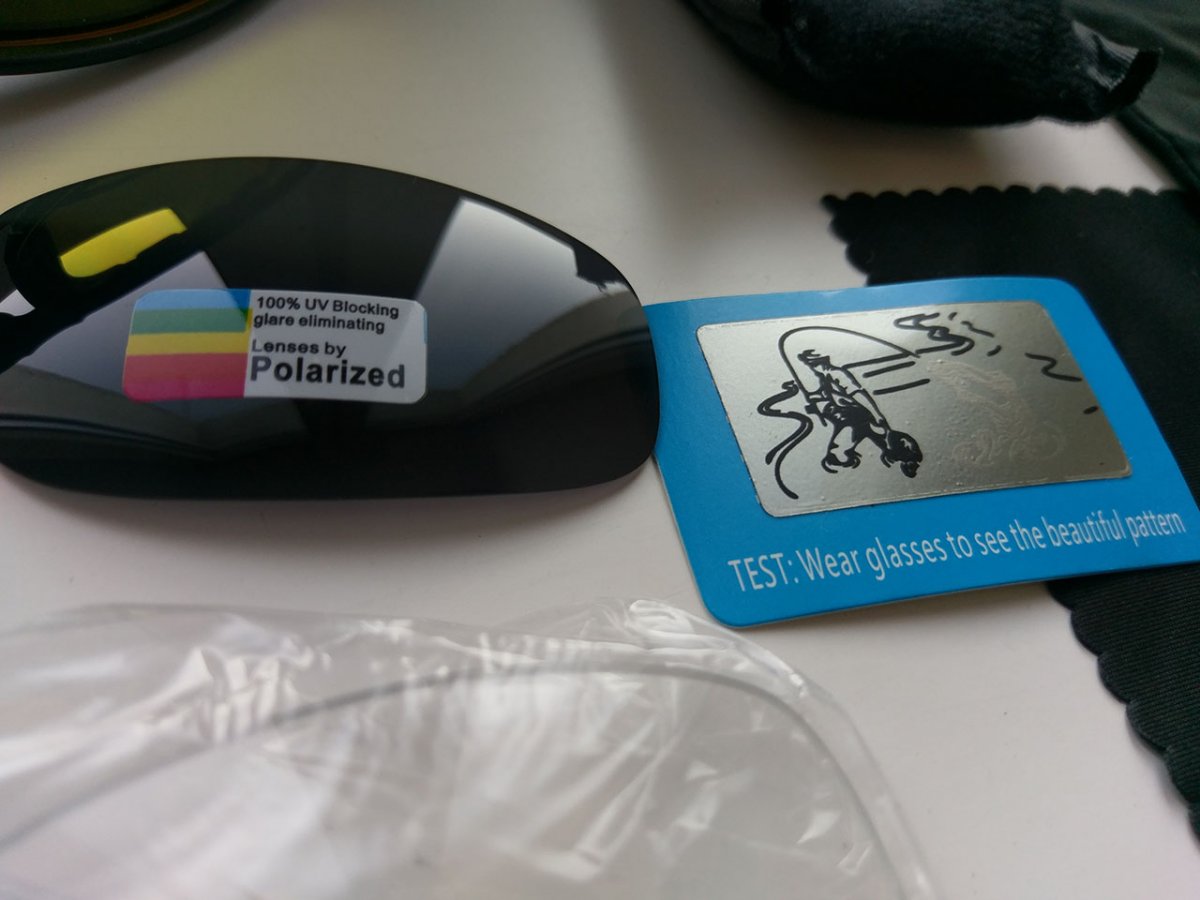 100% UV Blocking
glare eliminating
Lenses by
Polarized
TEST: Wear glasses to see the beautiful pattern